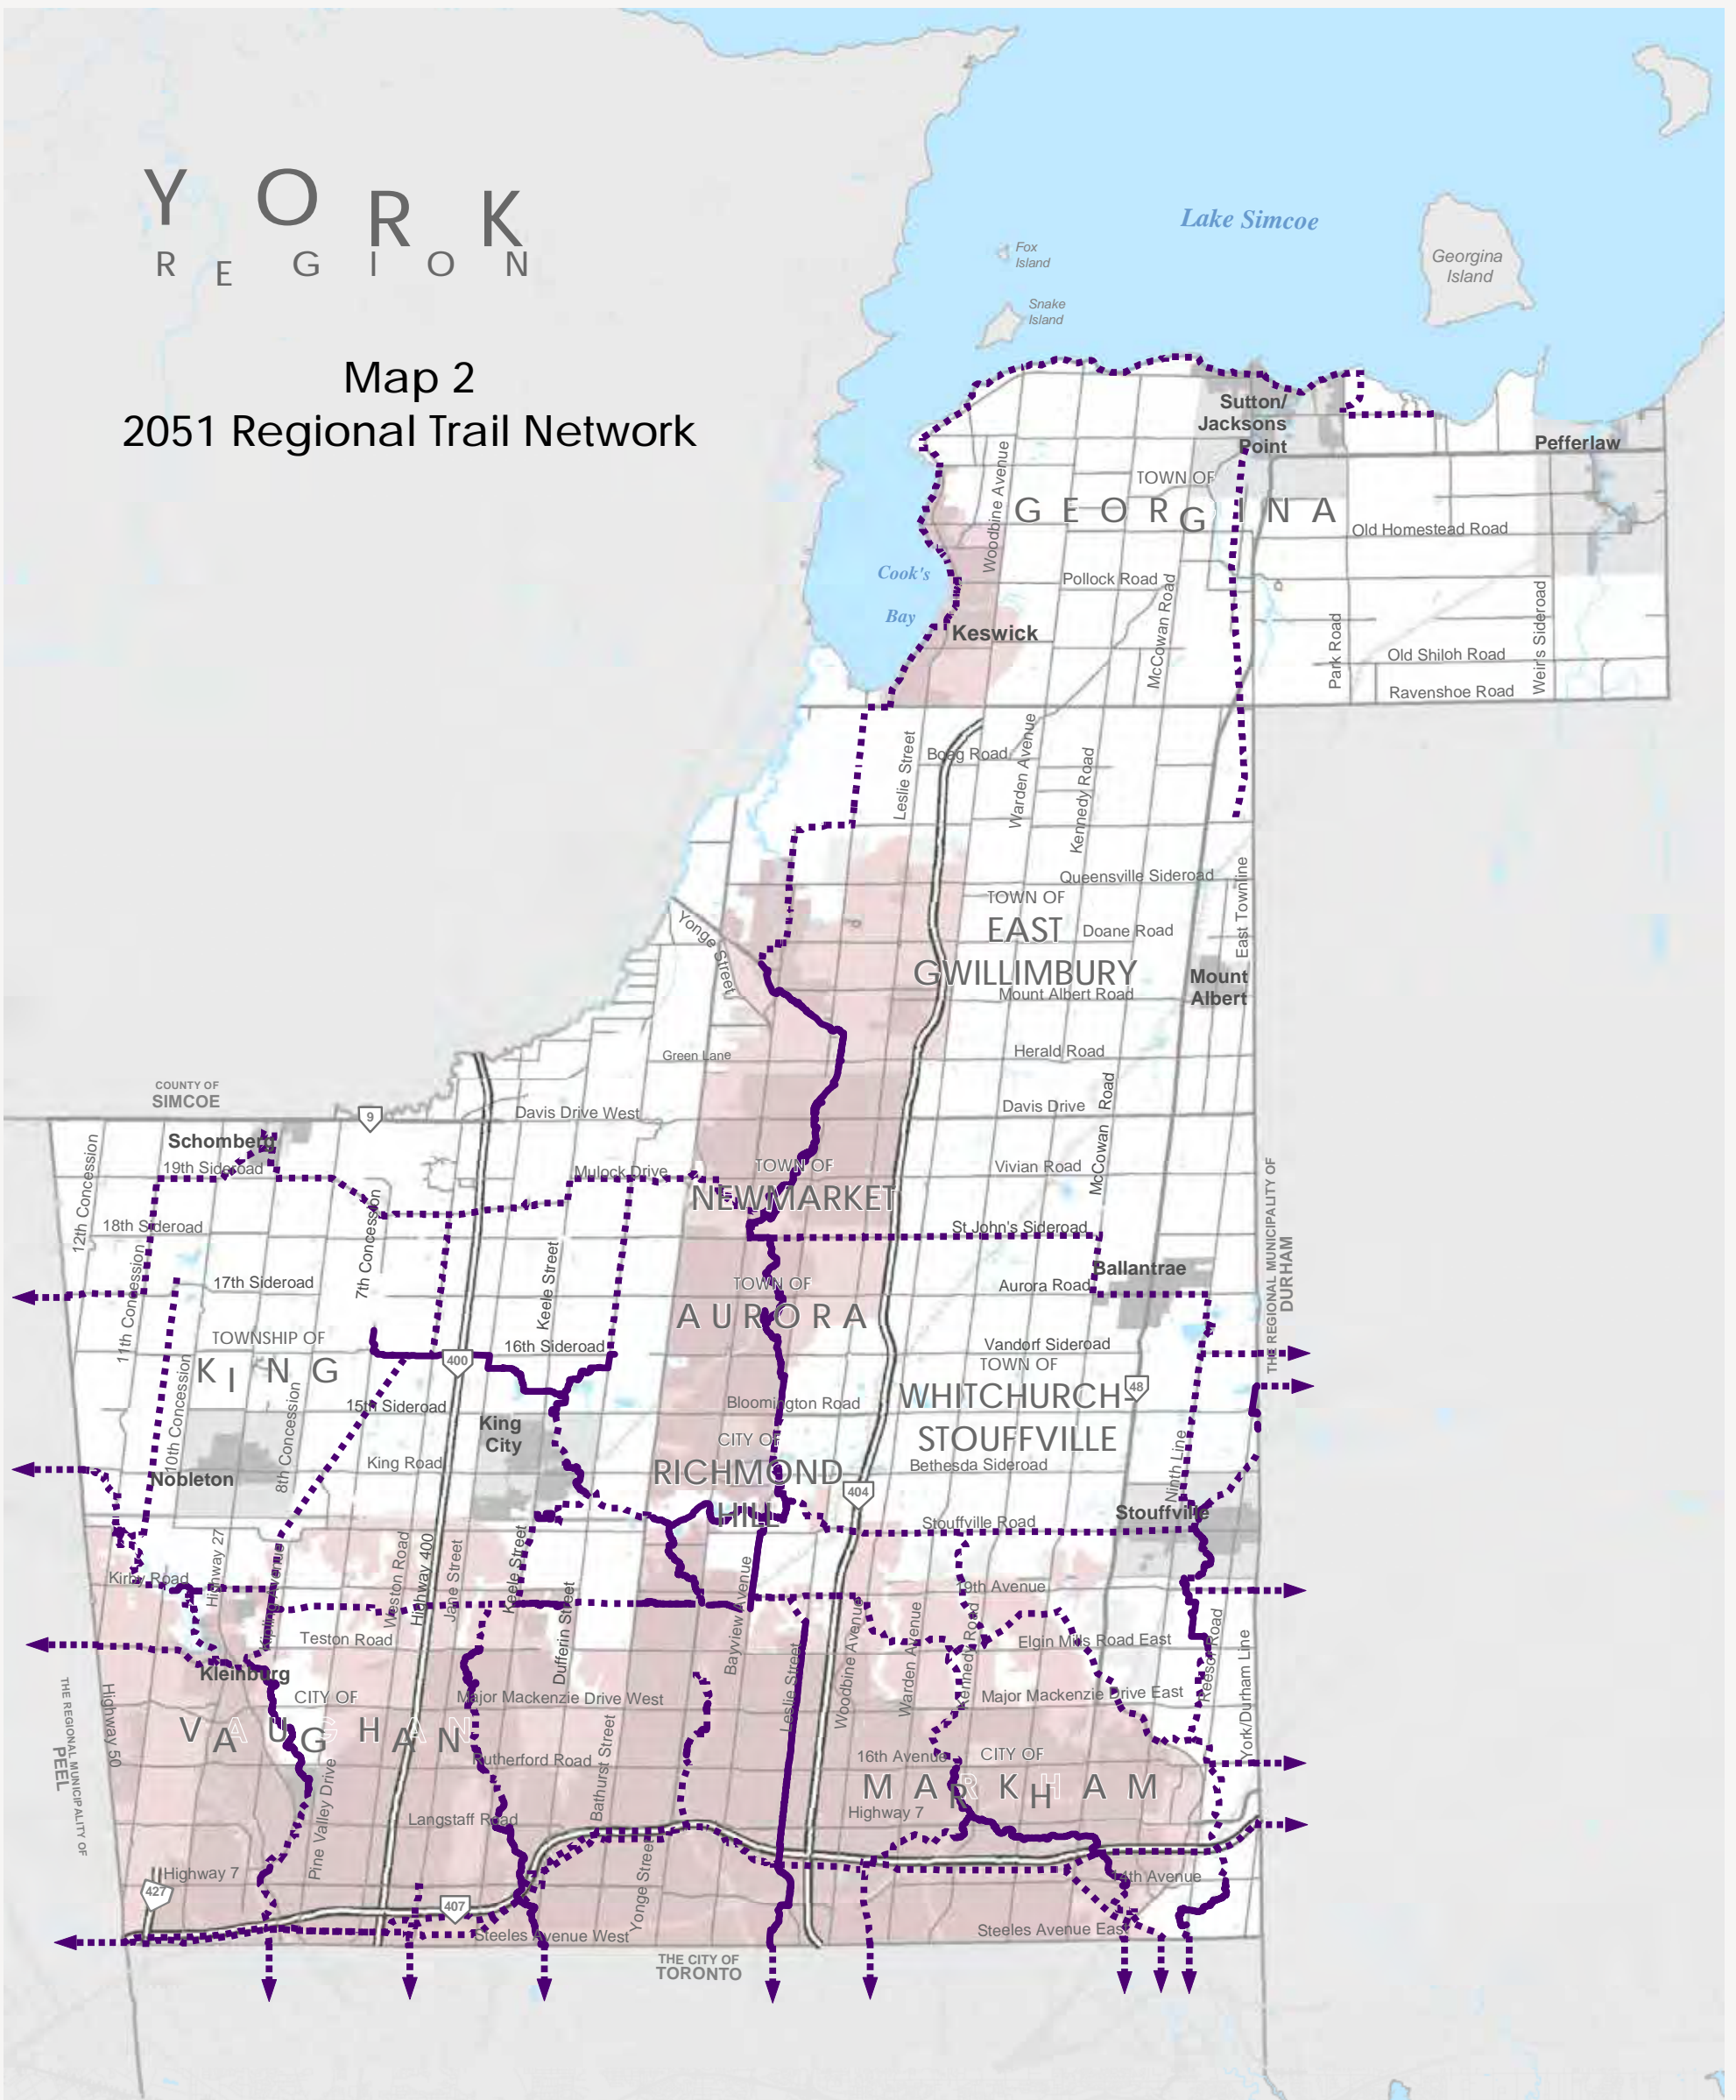 YORK
REGION
Map 2
2051 Regional Trail Network
Lake Simcoe
Fox
Island
Snake
Island
Georgina
Island
Sutton/
Jacksons
Point
Pefferlaw
TOWN OF
GEORGINA
Woodbine Avenue
Old Homestead Road
Cook's
Bay
Pollock Road
McCowan Road
Keswick
Park Road
Weir's Sideroad
Old Shiloh Road
Ravenshoe Road
Leslie Street
Boag Road
Warden Avenue
Kennedy Road
Queensville Sideroad
East Townline
TOWN OF
EAST
GWILLIMBURY
Doane Road
Yonge Street
Mount Albert Road
Mount
Albert
Green Lane
Herald Road
COUNTY OF
SIMCOE
9
Davis Drive West
Davis Drive
McCowan Road
Schomberg
19th Sideroad
Mulock Drive
TOWN OF
NEWMARKET
Vivian Road
12th Concession
18th Sideroad
7th Concession
St John's Sideroad
11th Concession
17th Sideroad
Keele Street
TOWN OF
AURORA
Aurora Road
Ballantrae
THE REGIONAL MUNICIPALITY OF
DURHAM
TOWNSHIP OF
KING
400
16th Sideroad
Vandorf Sideroad
TOWN OF
WHITCHURCH-
STOUFFVILLE
48
10th Concession
8th Concession
15th Sideroad
Bloomington Road
King
City
CITY OF
RICHMOND
HILL
King Road
Nobleton
Bethesda Sideroad
Ninth Line
404
Stouffville Road
Stouffville
Kirby Road
Highway 27
Kipling Avenue
Weston Road
Highway 400
Jane Street
Keele Street
Dufferin Street
Bayview Avenue
19th Avenue
Teston Road
Leslie Street
Woodbine Avenue
Warden Avenue
Kennedy Road
Elgin Mills Road East
Reesor Road
York/Durham Line
Kleinburg
Highway 50
THE REGIONAL MUNICIPALITY OF
PEEL
CITY OF
VAUGHAN
Major Mackenzie Drive West
Major Mackenzie Drive East
Rutherford Road
Bathurst Street
16th Avenue
CITY OF
MARKHAM
Pine Valley Drive
Langstaff Road
Highway 7
Highway 7
Yonge Street
14th Avenue
427
407
Steeles Avenue West
Steeles Avenue East
THE CITY OF
TORONTO